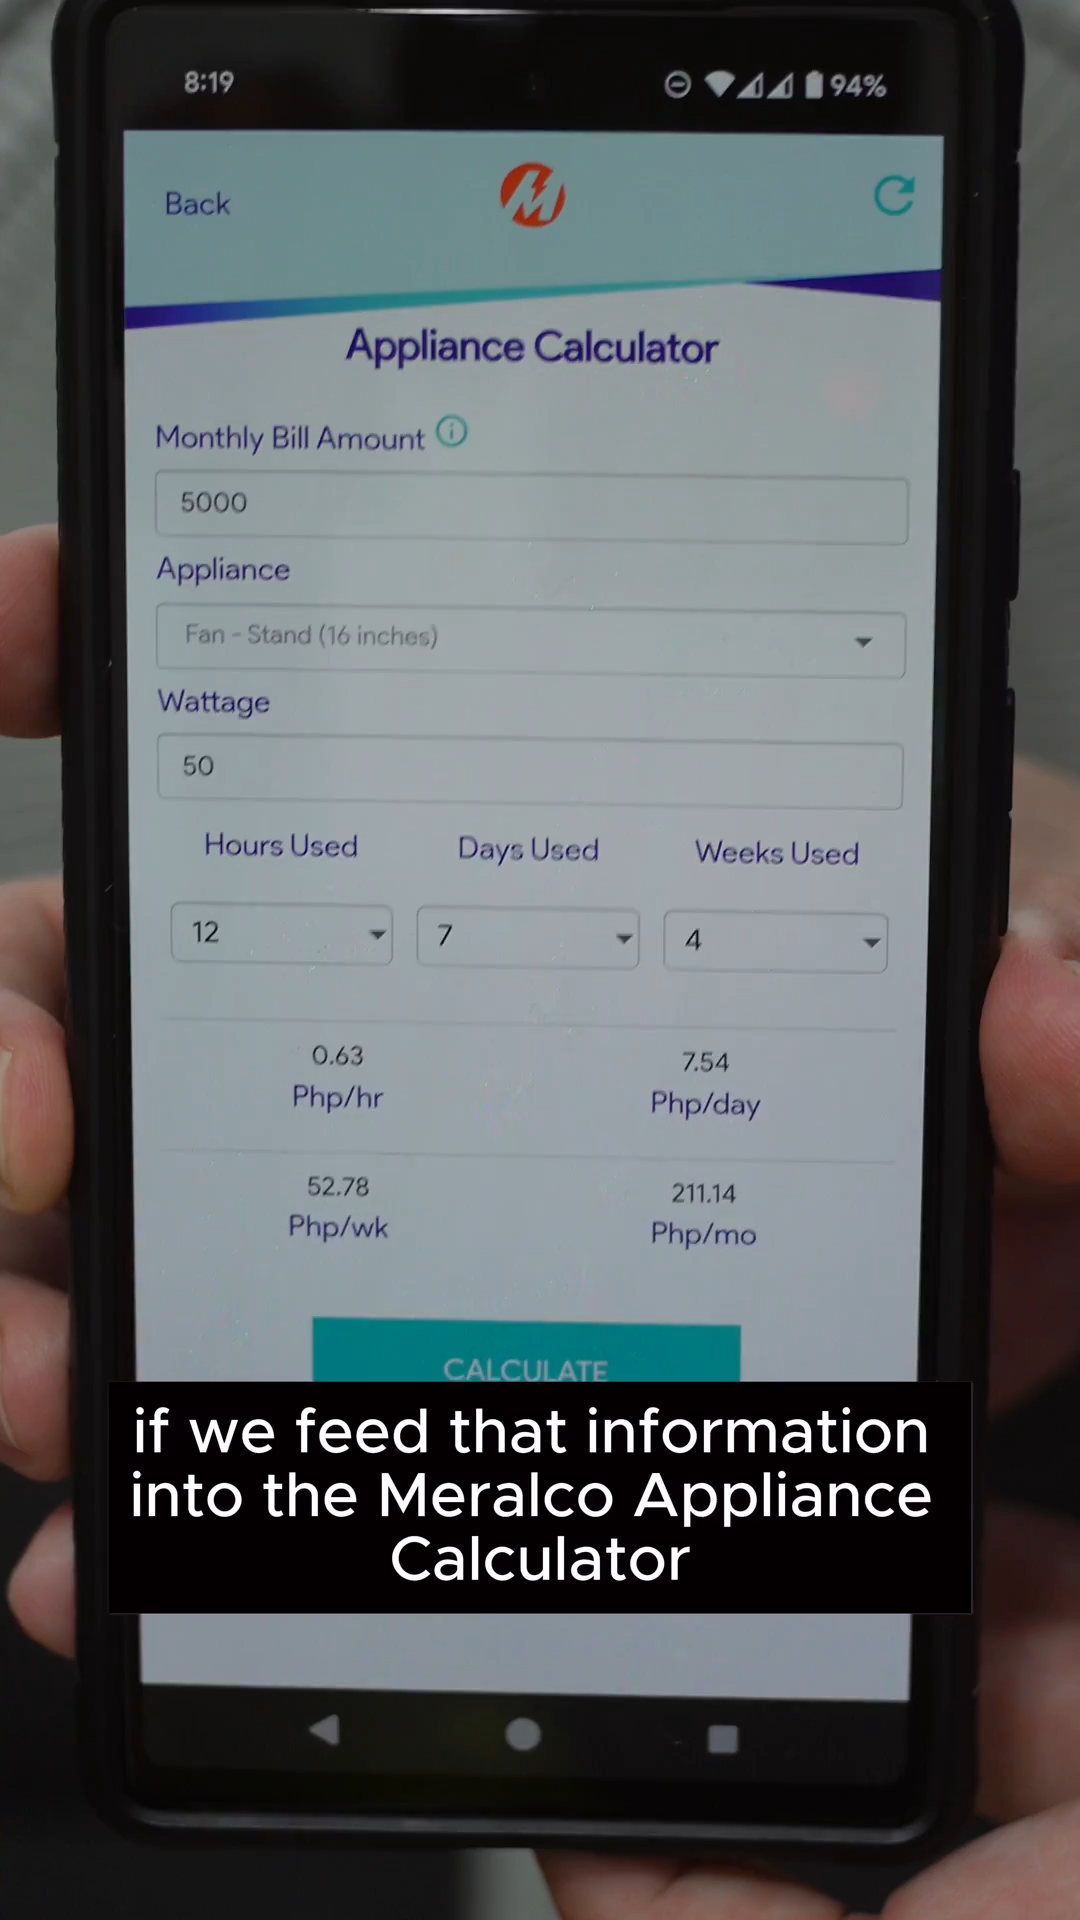 8:19
94%
Back
Appliance Calculator
Monthly Bill Amount
5000
Appliance
Fan - Stand (16 inches)
Wattage
50
Hours Used Days Used Weeks Used
12 7 4
0.63 7.54
Php/hr Php/day
52.78 211.14
Php/wk Php/mo
CALCULATE
if we feed that information
into the Meralco Appliance
Calculator